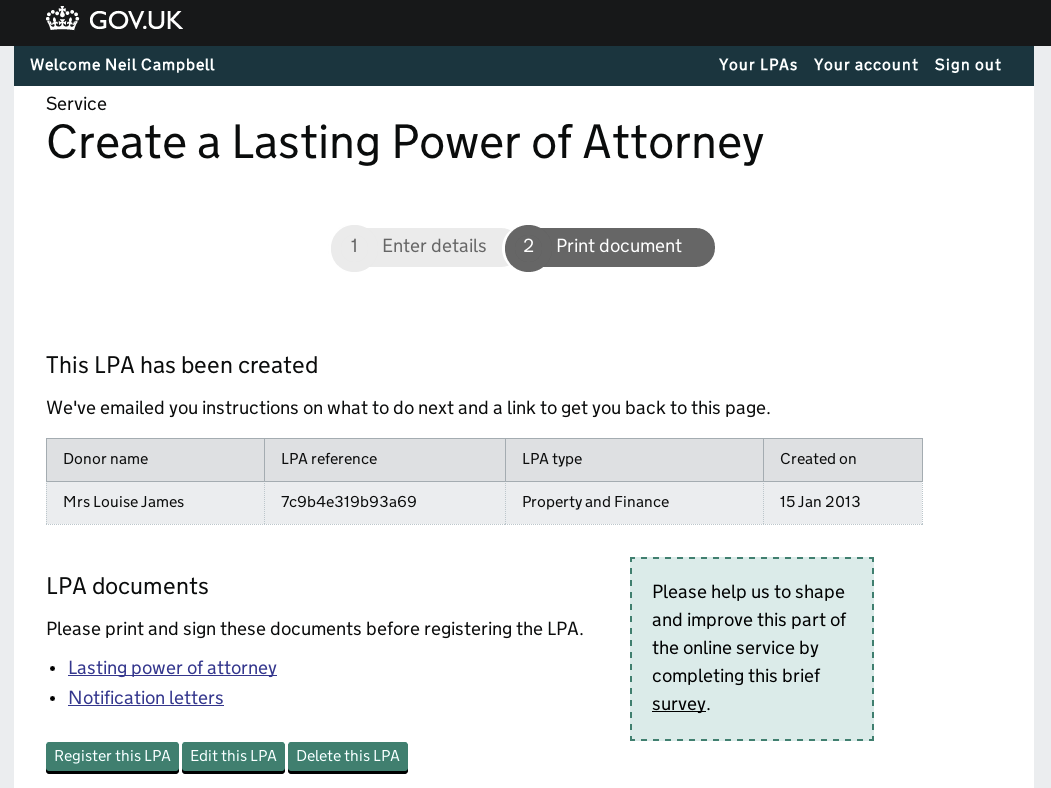 GOV.UK
Welcome Neil Campbell Your LPAs Your account Sign out
Service
Create a Lasting Power of Attorney
1 Enter details 2 Print document
This LPA has been created
We've emailed you instructions on what to do next and a link to get you back to this page.
Donor name LPA reference LPA type Created on
Mrs Louise James 7c9b4e319b93a69 Property and Finance 15 Jan 2013
LPA documents
Please print and sign these documents before registering the LPA.
• Lasting power of attorney
• Notification letters
Register this LPA Edit this LPA Delete this LPA
Please help us to shape
and improve this part of
the online service by
completing this brief
survey.